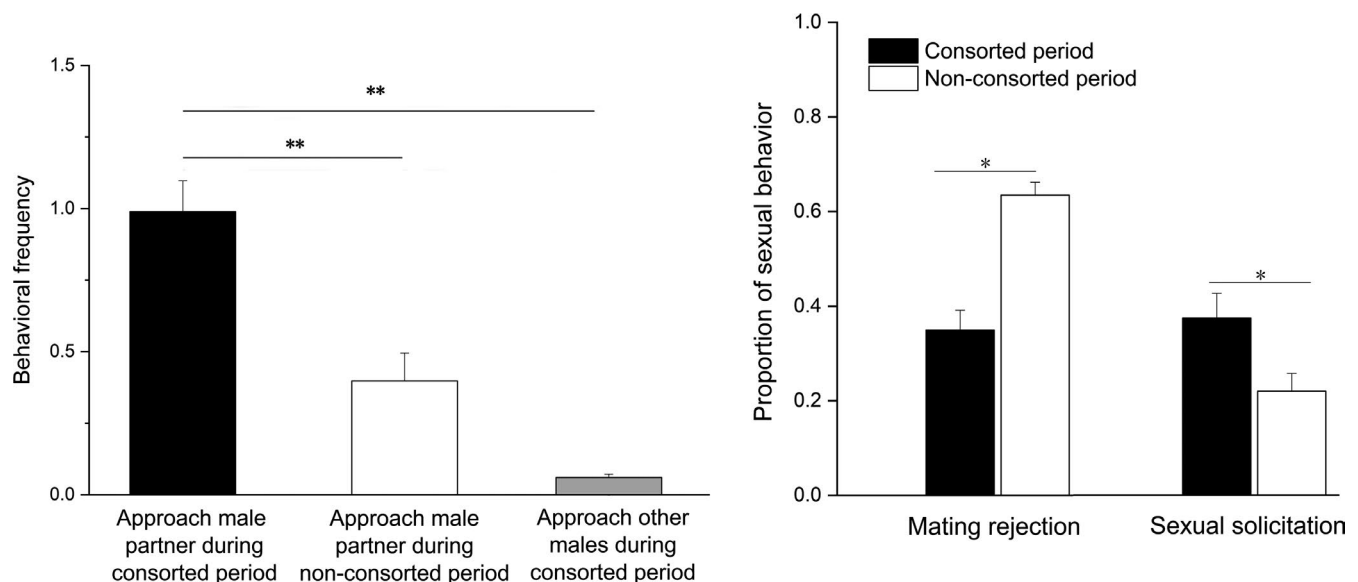 1.5
1.0
0.5
0.0
Behavioral frequency
**
**
Approach male
partner during
consorted period
Approach male
partner during
non-consorted period
Approach other
males during
consorted period
1.0
0.8
0.6
0.4
0.2
0.0
Proportion of sexual behavior
Consorted period
Non-consorted period
*
*
Mating rejection
Sexual solicitation